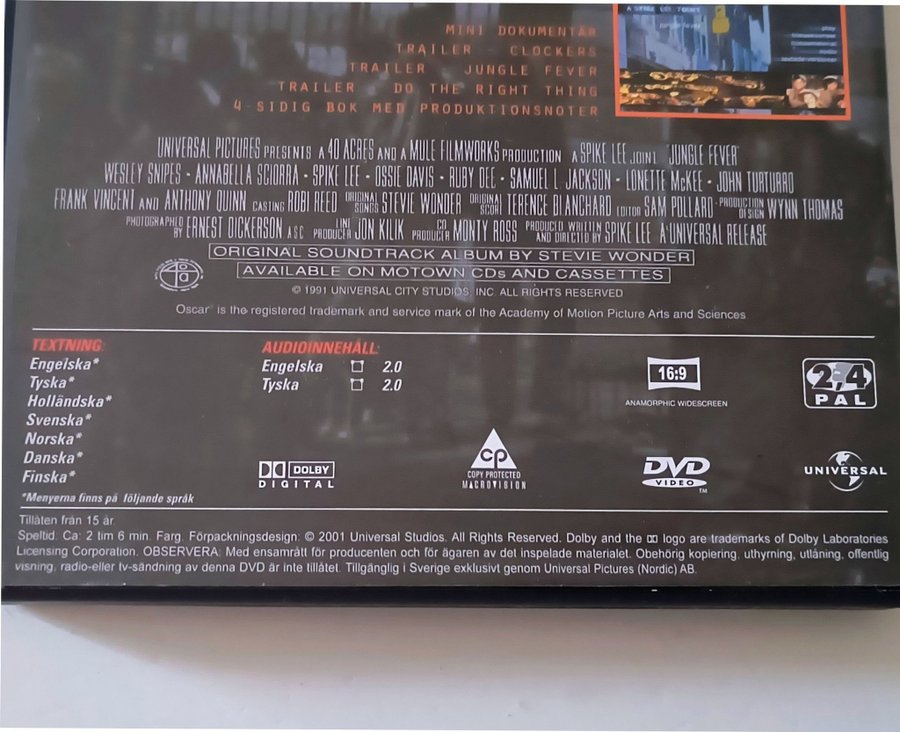 MINI DOKUMENTÄR
TRAILER - CLOCKERS
TRAILER - JUNGLE FEVER
TRAILER - DO THE RIGHT THING
4-SIDIG BOK MED PRODUKTIONSNOTER
UNIVERSAL PICTURES PRESENTS A 40 ACRES AND A MULE FILMWORKS PRODUCTION A SPIKE LEE JOINT "JUNGLE FEVER"
WESLEY SNIPES • ANNABELLA SCIORRA • SPIKE LEE • OSSIE DAVIS • RUBY DEE • SAMUEL L. JACKSON • LONETTE McKEE • JOHN TURTURRO
FRANK VINCENT AND ANTHONY QUINN CASTING ROBI REED ORIGINAL SONGS STEVIE WONDER ORIGINAL SCORE TERENCE BLANCHARD EDITOR SAM POLLARD PRODUCTION DESIGN WYNN THOMAS
PHOTOGRAPHED BY ERNEST DICKERSON A.S.C. LINE PRODUCER JON KILIK CO PRODUCER MONTY ROSS PRODUCED WRITTEN AND DIRECTED BY SPIKE LEE A UNIVERSAL RELEASE
ORIGINAL SOUNDTRACK ALBUM BY STEVIE WONDER
AVAILABLE ON MOTOWN CDs AND CASSETTES
© 1991 UNIVERSAL CITY STUDIOS, INC. ALL RIGHTS RESERVED
Oscar® is the registered trademark and service mark of the Academy of Motion Picture Arts and Sciences
TEXTNING:
Engelska*
Tyska*
Holländska*
Svenska*
Norska*
Danska*
Finska*
*Menyerna finns på följande språk
AUDIOINNEHÅLL:
Engelska 2.0
Tyska 2.0
16:9
ANAMORPHIC WIDESCREEN
2,4
PAL
DOLBY
DIGITAL
CP
COPY PROTECTED
MACROVISION
DVD
VIDEO
TM
UNIVERSAL
Tillåten från 15 år.
Speltid: Ca: 2 tim 6 min. Färg. Förpackningsdesign: © 2001 Universal Studios. All Rights Reserved. Dolby and the logo are trademarks of Dolby Laboratories
Licensing Corporation. OBSERVERA: Med ensamrätt för producenten och för ägaren av det inspelade materialet. Obehörig kopiering, uthyrning, utlåning, offentlig
visning, radio-eller tv-sändning av denna DVD är inte tillåtet. Tillgänglig i Sverige exklusivt genom Universal Pictures (Nordic) AB.